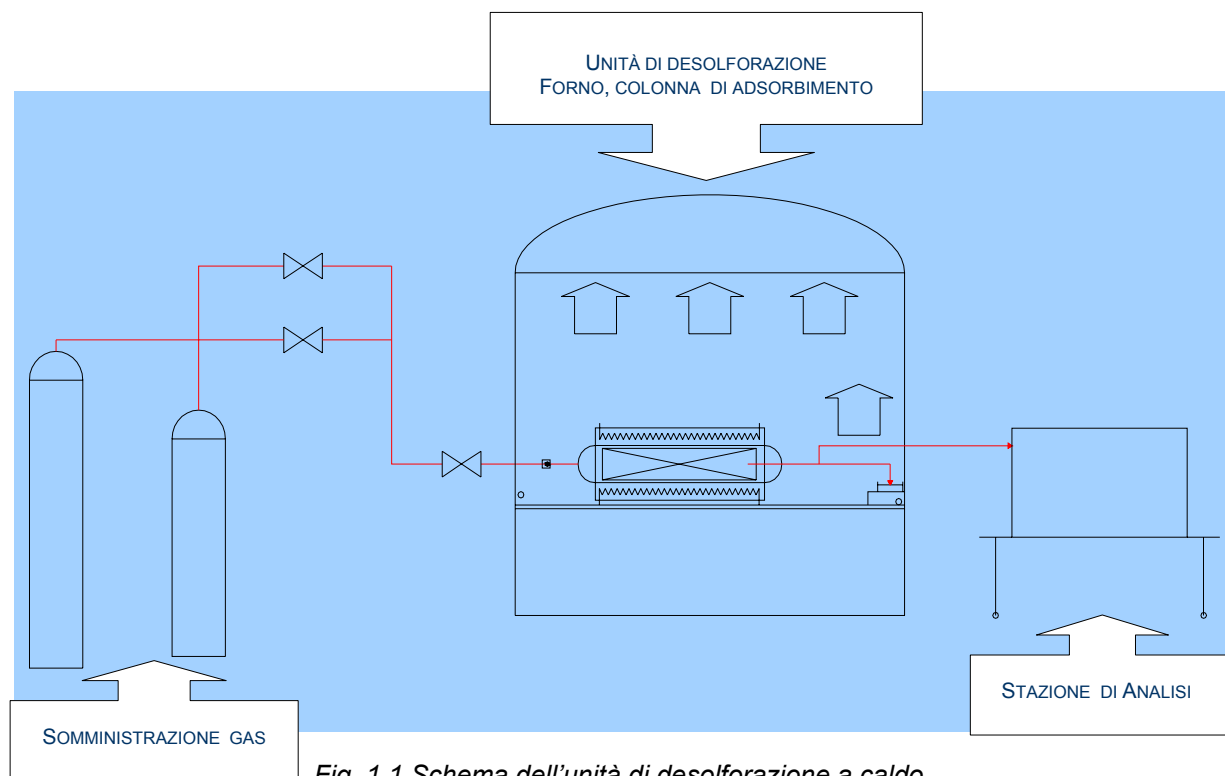 UNITÀ DI DESOLFORAZIONE
FORNO, COLONNA DI ADSORBIMENTO
STAZIONE DI ANALISI
SOMMINISTRAZIONE GAS
Fig. 1.1 Schema dell'unità di desolforazione a caldo